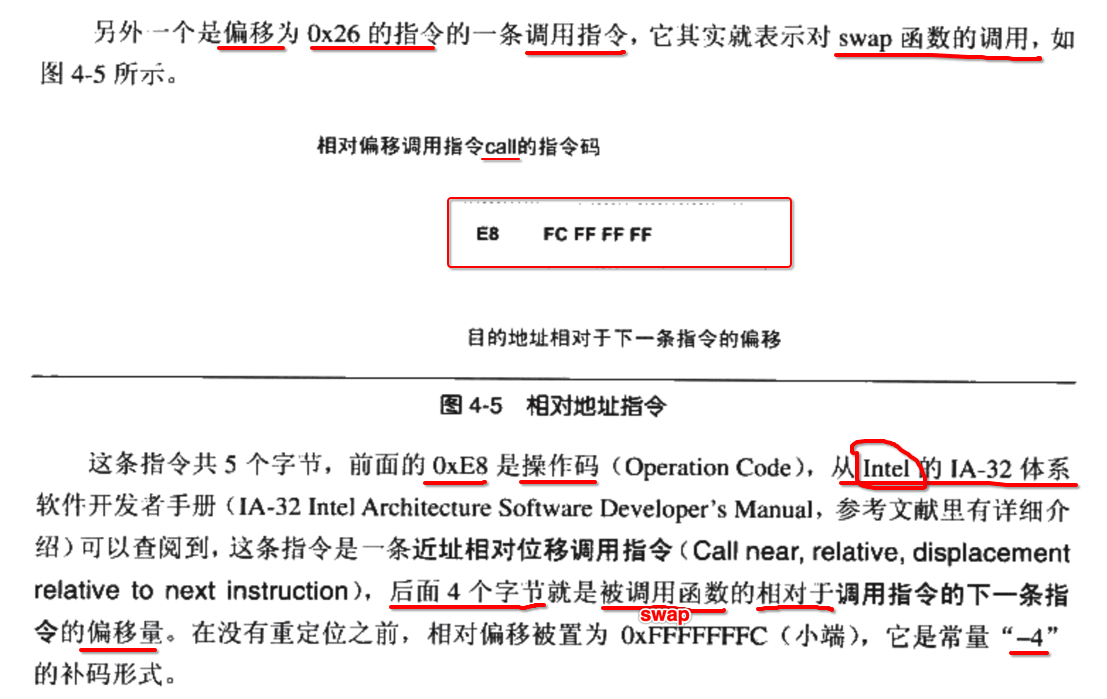 另外一个是偏移为 0x26 的指令的一条调用指令，它其实就表示对 swap 函数的调用，如
图 4-5 所示。
相对偏移调用指令call的指令码
E8 FC FF FF FF
目的地址相对于下一条指令的偏移
图 4-5 相对地址指令
这条指令共 5 个字节，前面的 0xE8 是操作码（Operation Code），从 Intel 的 IA-32 体系
软件开发者手册（IA-32 Intel Architecture Software Developer's Manual，参考文献里有详细介
绍）可以查阅到，这条指令是一条近址相对位移调用指令（Call near, relative, displacement
relative to next instruction），后面 4 个字节就是被调用函数的相对于调用指令的下一条指
swap
令的偏移量。在没有重定位之前，相对偏移被置为 0xFFFFFFFC（小端），它是常量“–4”
的补码形式。